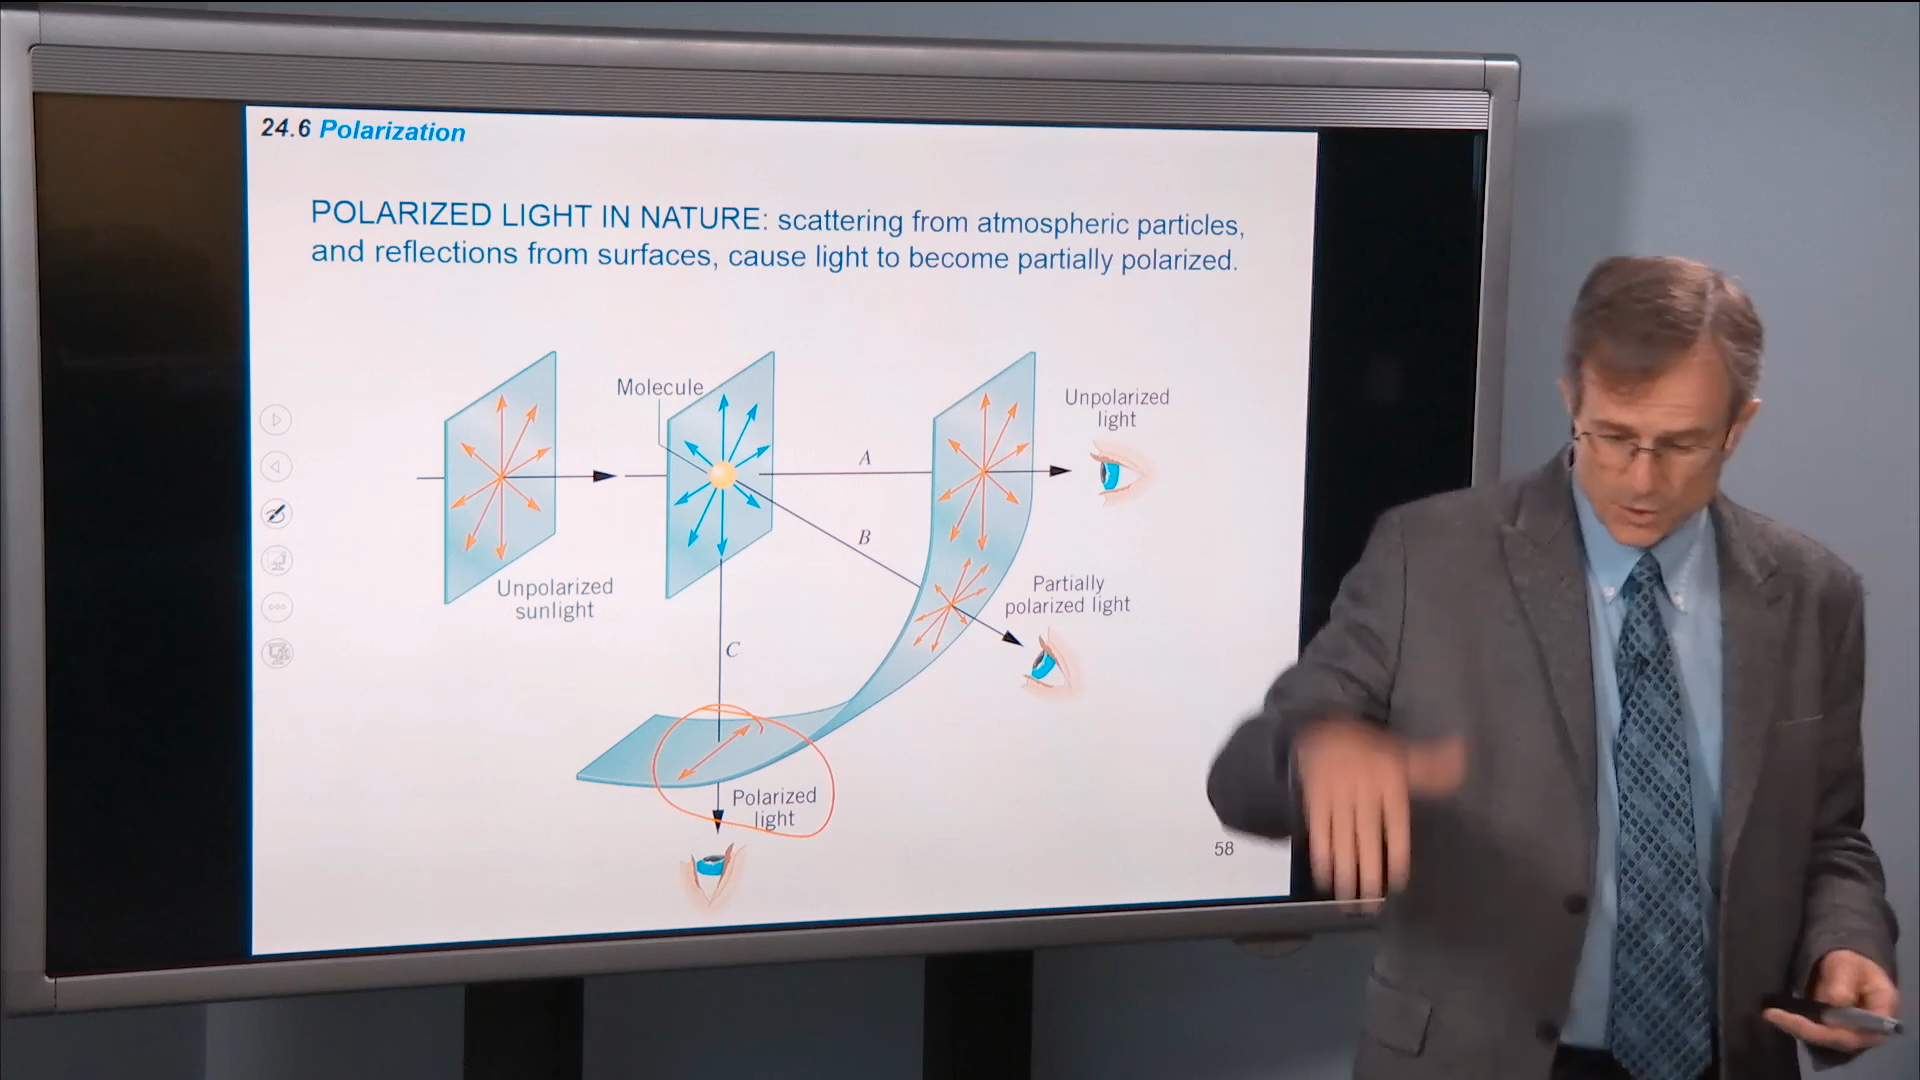 24.6 Polarization
POLARIZED LIGHT IN NATURE: scattering from atmospheric particles,
and reflections from surfaces, cause light to become partially polarized.
Molecule
A
Unpolarized
light
B
Partially
polarized light
Unpolarized
sunlight
C
Polarized
light
58